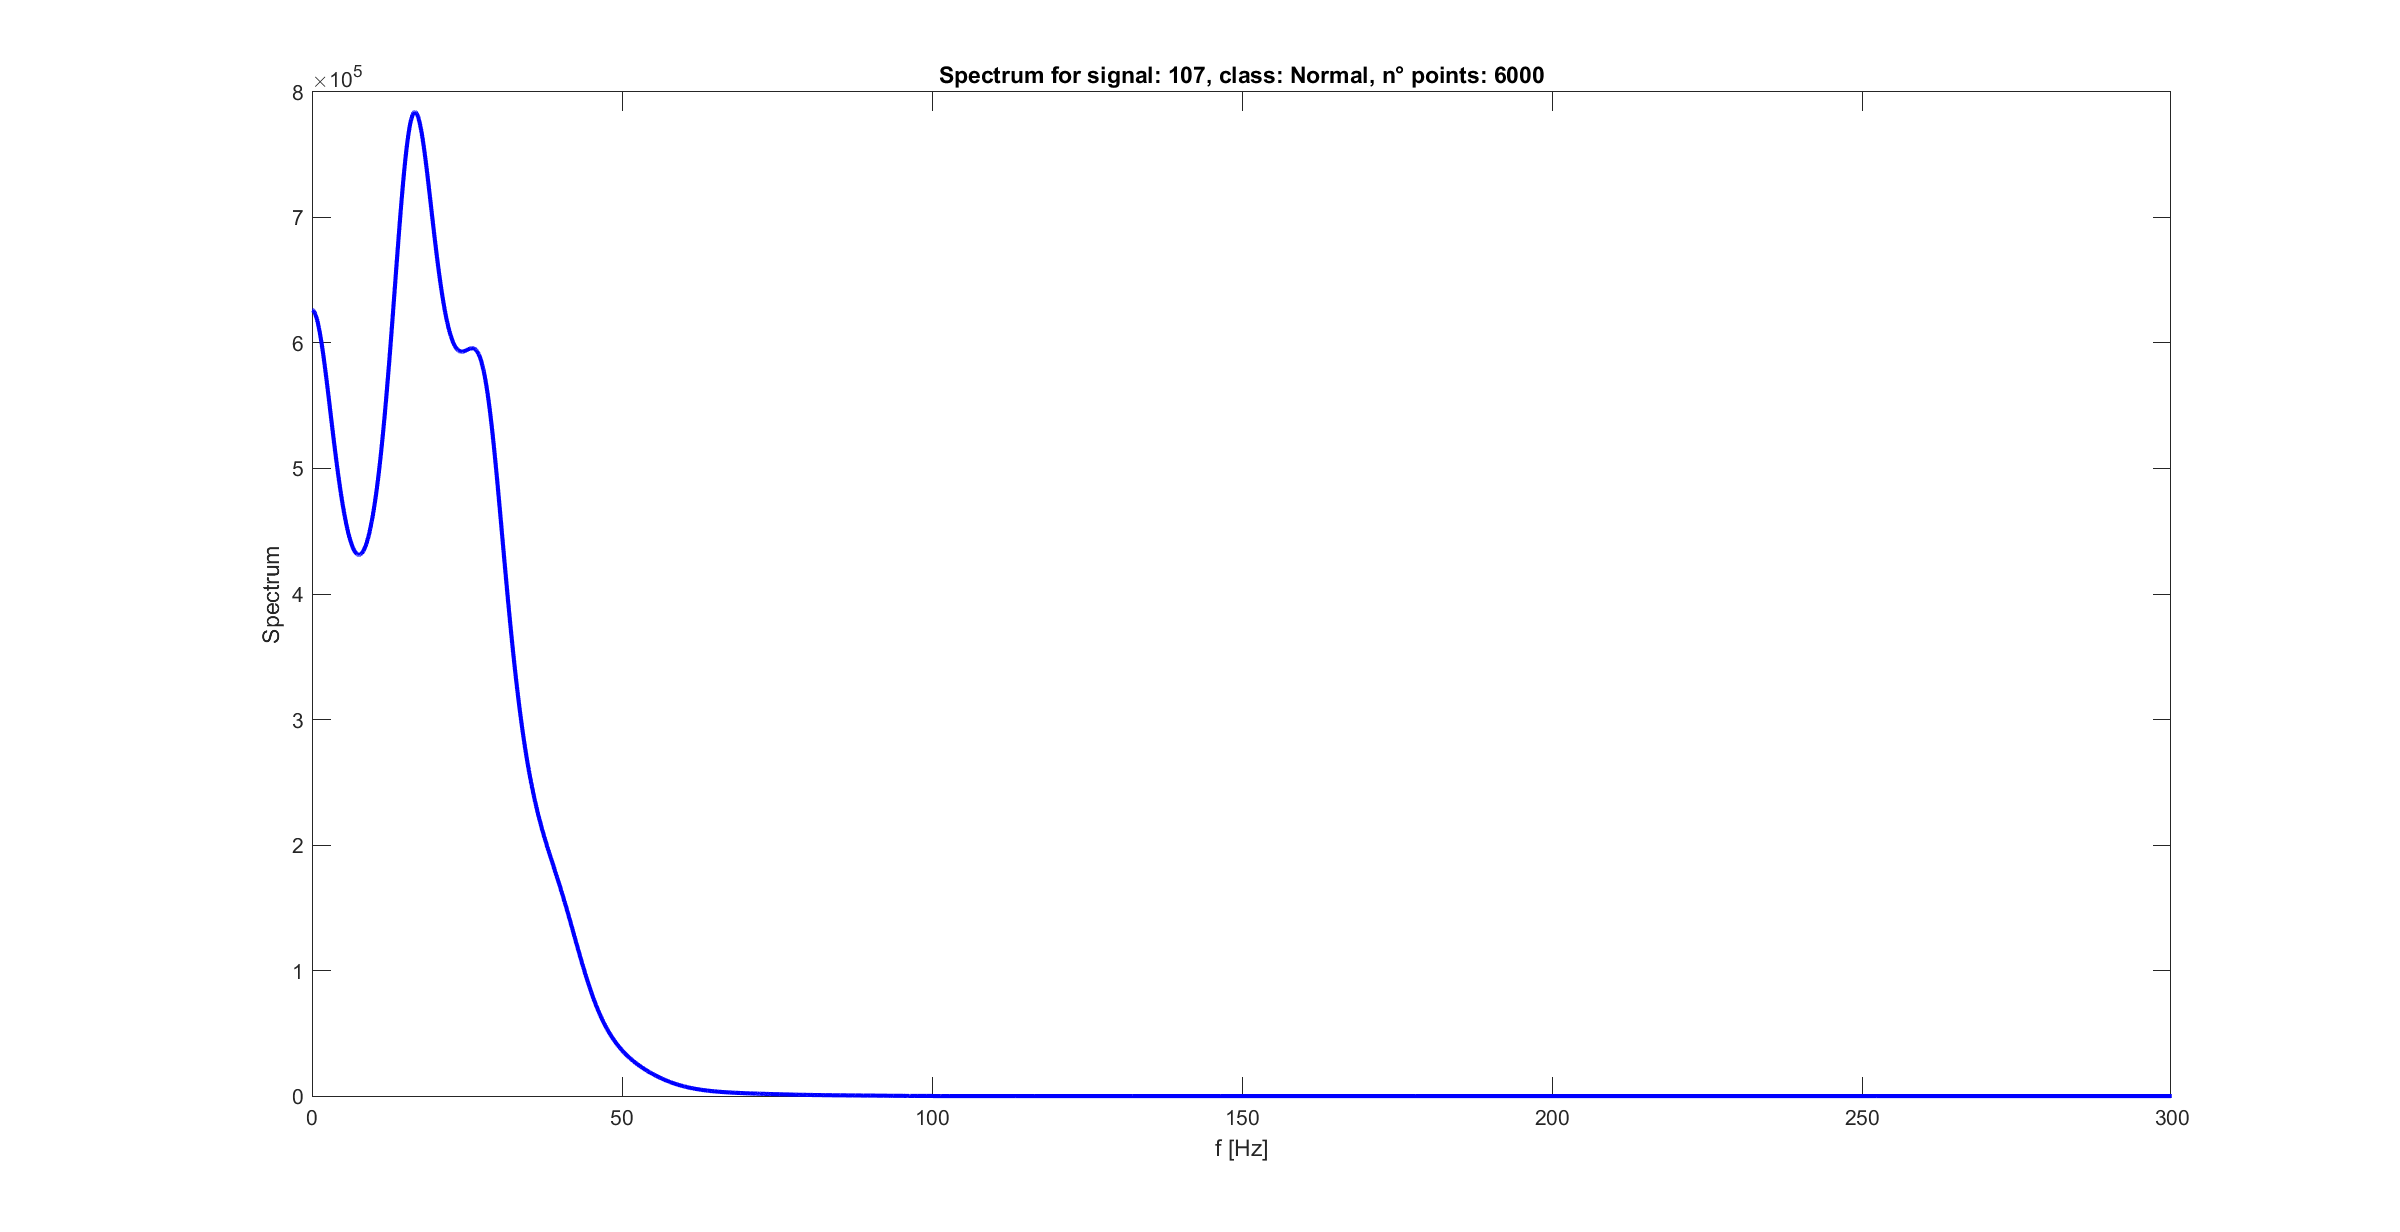 Spectrum for signal: 107, class: Normal, n° points: 6000
×10^5
8
7
6
5
4
3
2
1
0
Spectrum
0 50 100 150 200 250 300
f [Hz]